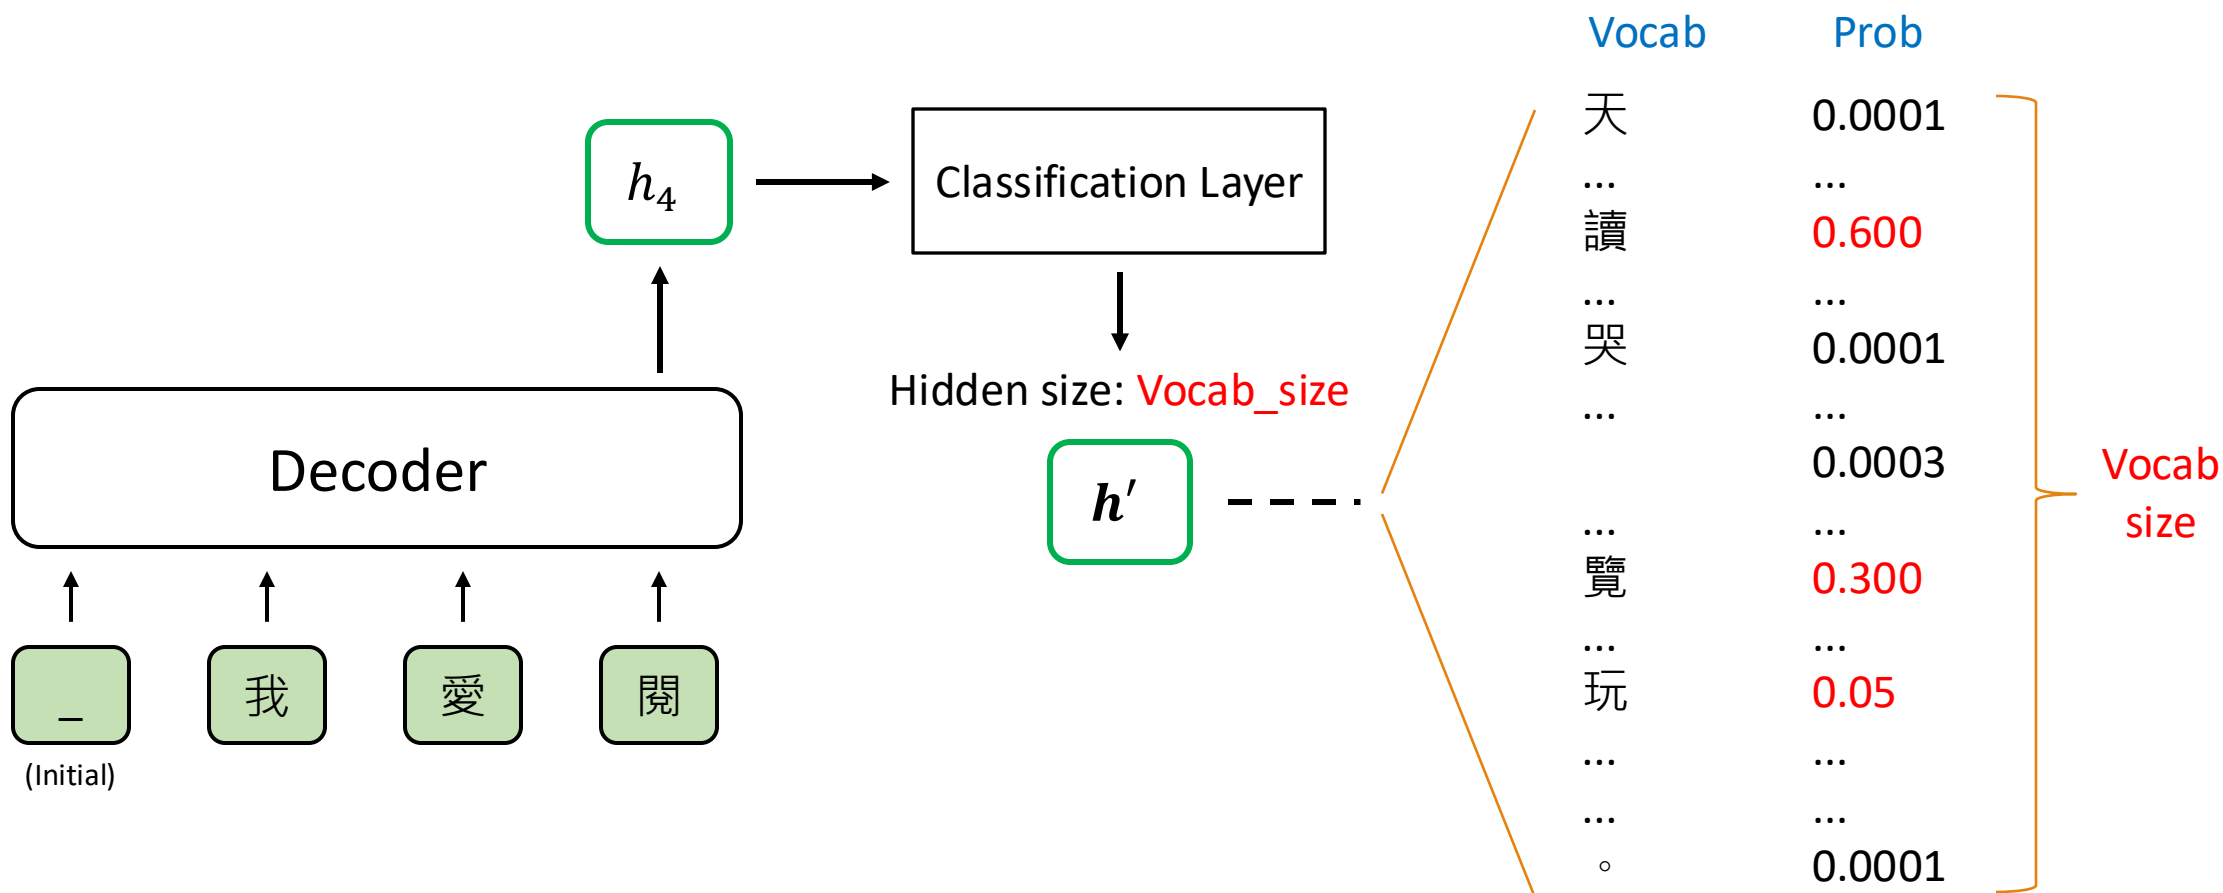 Vocab Prob
天 0.0001
... ...
讀 0.600
... ...
哭 0.0001
... ...
0.0003
... ...
覽 0.300
... ...
玩 0.05
... ...
... ...
。 0.0001
Vocab
size
h₄
Classification Layer
Hidden size: Vocab_size
h′
Decoder
_ 我 愛 閱
(Initial)